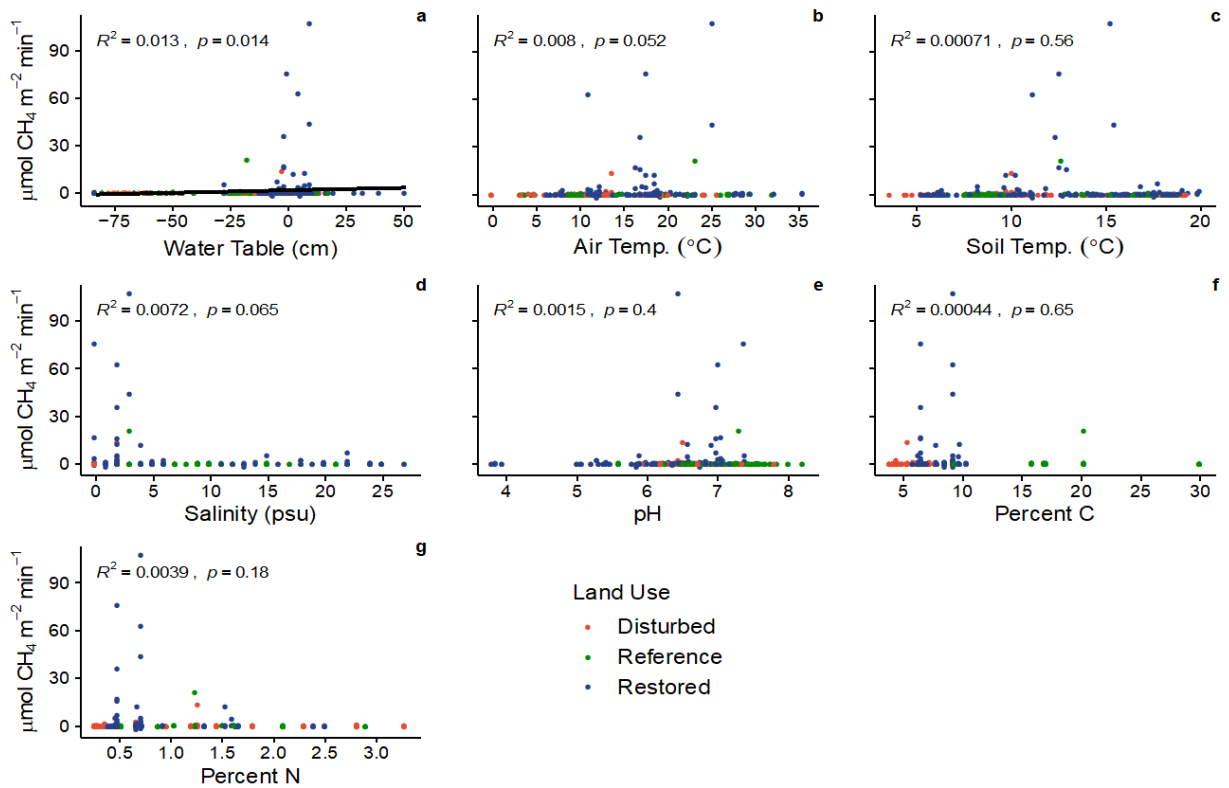 a
R² = 0.013 , p = 0.014
90
60
30
0
μmol CH₄ m⁻² min⁻¹
−75 −50 −25 0 25 50
Water Table (cm)
b
R² = 0.008 , p = 0.052
0 5 10 15 20 25 30 35
Air Temp. (°C)
c
R² = 0.00071 , p = 0.56
5 10 15 20
Soil Temp. (°C)
d
R² = 0.0072 , p = 0.065
90
60
30
0
μmol CH₄ m⁻² min⁻¹
0 5 10 15 20 25
Salinity (psu)
e
R² = 0.0015 , p = 0.4
4 5 6 7 8
pH
f
R² = 0.00044 , p = 0.65
5 10 15 20 25 30
Percent C
g
R² = 0.0039 , p = 0.18
90
60
30
0
μmol CH₄ m⁻² min⁻¹
0.5 1.0 1.5 2.0 2.5 3.0
Percent N
Land Use
Disturbed
Reference
Restored